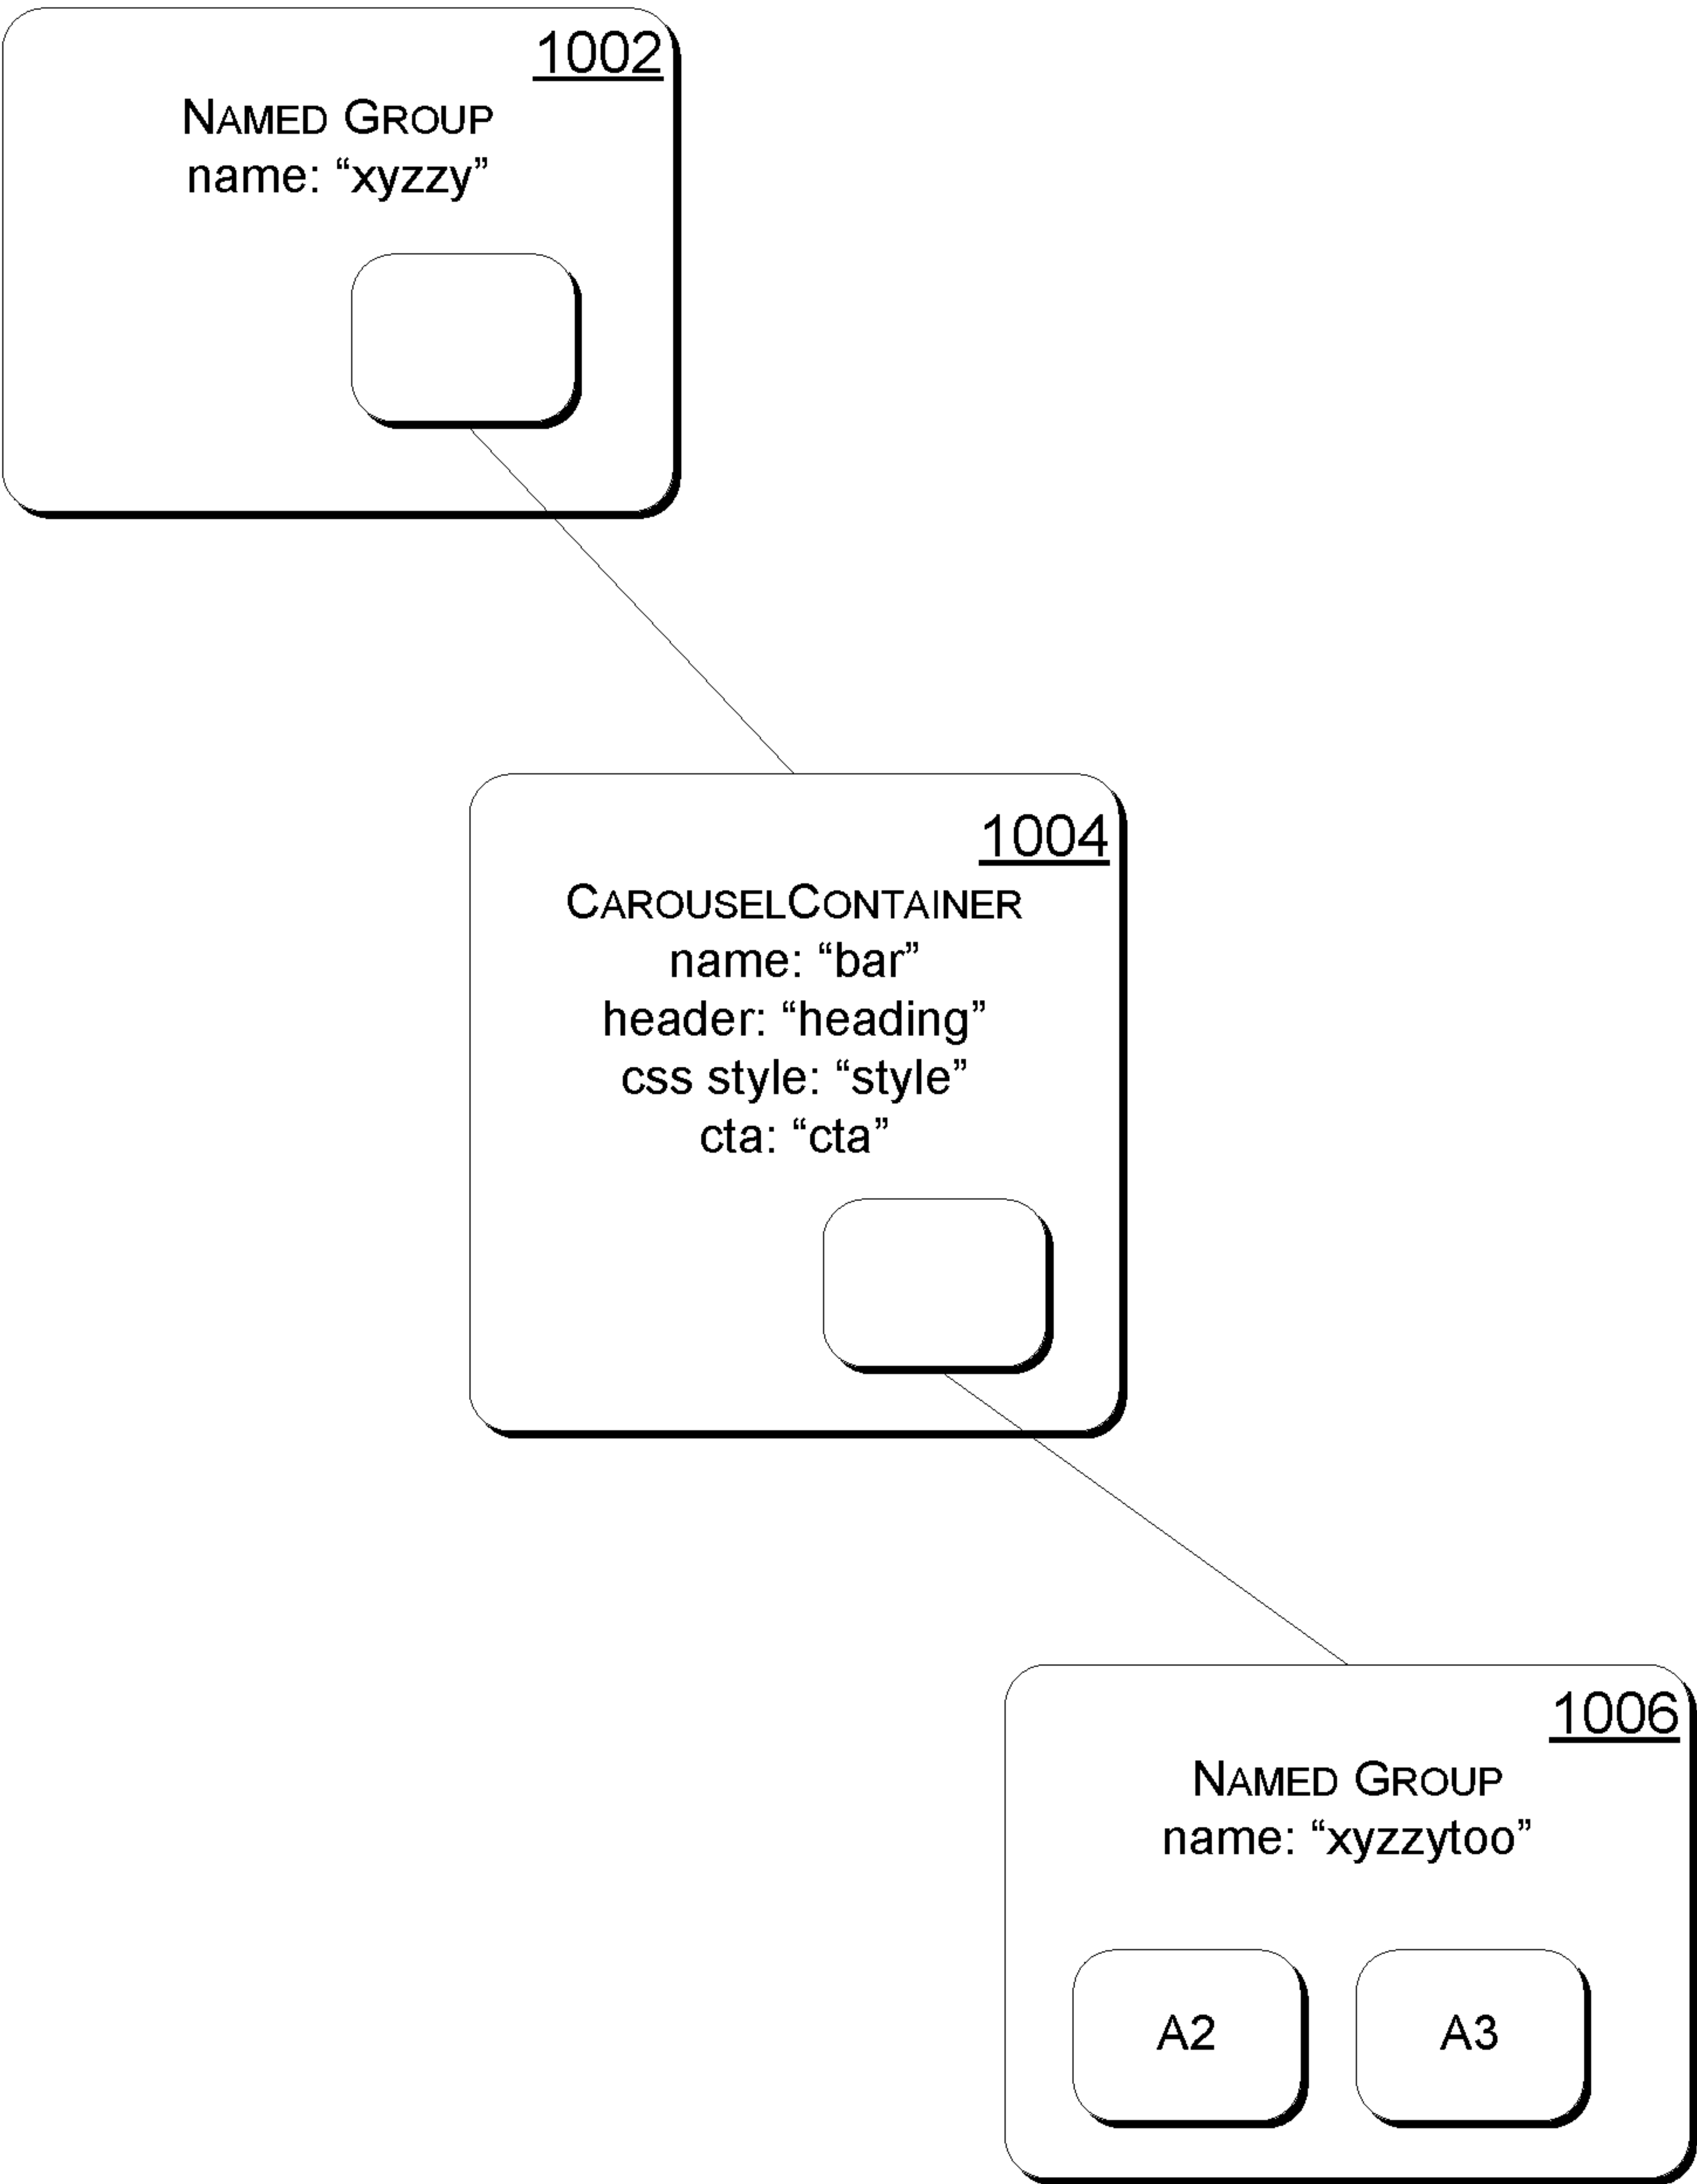 1002
NAMED GROUP
name: “xyzzy”
1004
CAROUSELCONTAINER
name: “bar”
header: “heading”
css style: “style”
cta: “cta”
1006
NAMED GROUP
name: “xyzzytoo”
A2 A3